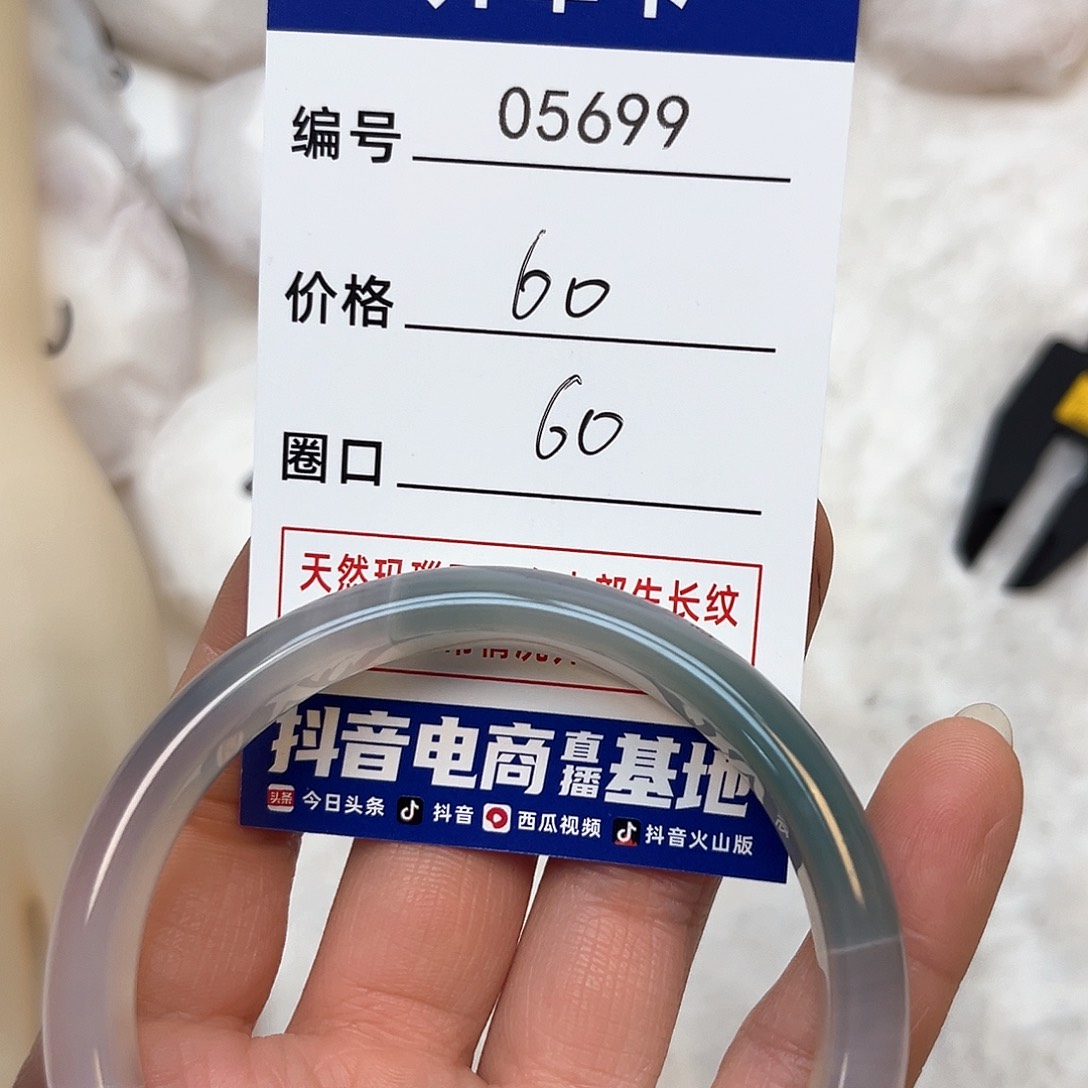 编号 05699
价格 60
圈口 60
天然玛瑙 部生长纹
抖音电商直播基地
头条 今日头条 抖音 西瓜视频 抖音火山版